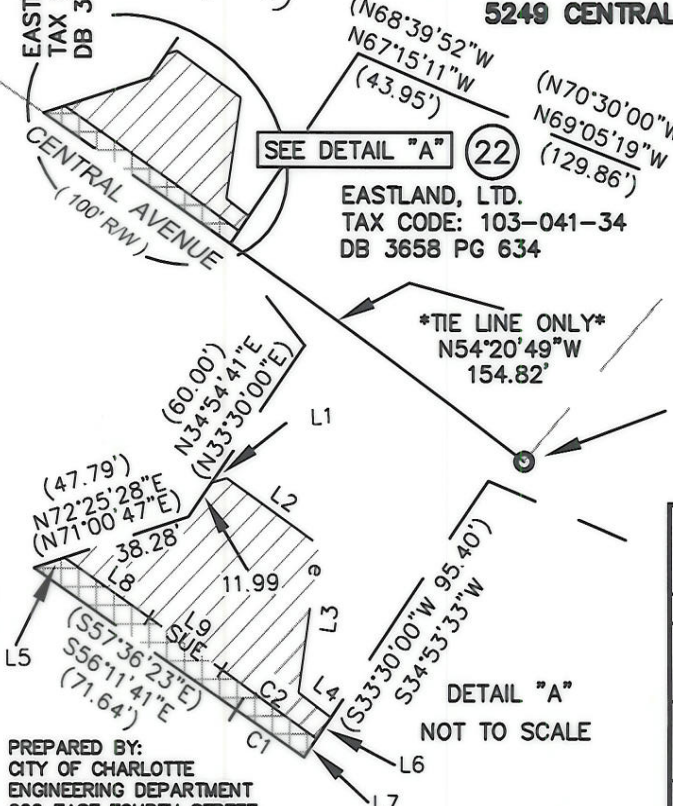 5249 CENTRAL
EAST
TAX
DB 3
(N68°39'52"W
N67°15'11"W
(43.95')
(N70°30'00"W
N69°05'19"W
(129.86')
SEE DETAIL "A"
22
EASTLAND, LTD.
TAX CODE: 103-041-34
DB 3658 PG 634
CENTRAL AVENUE
(100' R/W)
*TIE LINE ONLY*
N54°20'49"W
154.82'
(60.00')
N34°54'41"E
(N33°30'00"E)
L1
(47.79')
N72°25'28"E
(N71°00'47"E)
38.28'
L2
11.99
e
L8
L3
L9
SUE
L5
(S57°36'23"E)
S56°11'41"E
(71.64')
C2
L4
C1
(S33°30'00"W 95.40')
S34°53'33"W
DETAIL "A"
NOT TO SCALE
L6
L7
PREPARED BY:
CITY OF CHARLOTTE
ENGINEERING DEPARTMENT